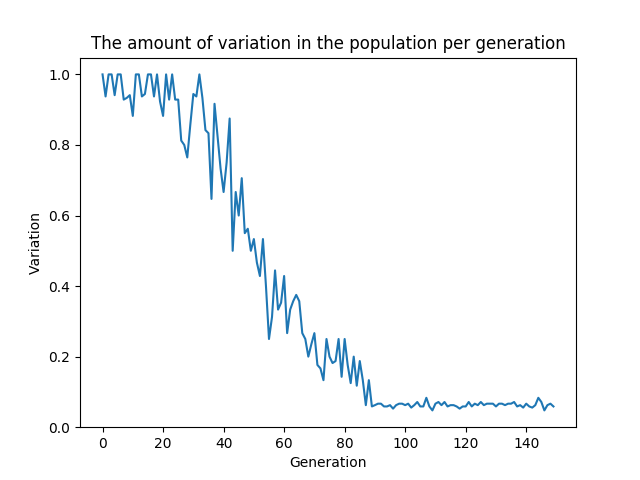 The amount of variation in the population per generation
1.0
0.8
0.6
0.4
0.2
0.0
Variation
0 20 40 60 80 100 120 140
Generation